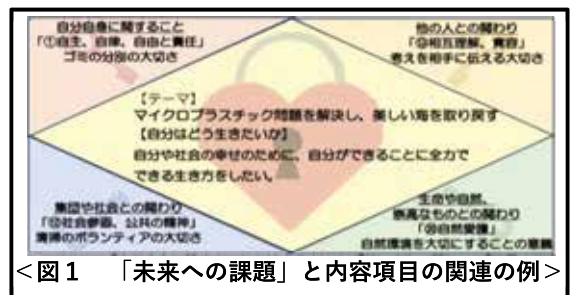 自分自身に関すること
「①自主、自律、自由と責任」
ゴミの分別の大切さ
他の人との関わり
「⑨相互理解、寛容」
考えを相手に伝える大切さ
【テーマ】
マイクロプラスチック問題を解決し、美しい海を取り戻す
【自分はどう生きたいか】
自分や社会の幸せのために、自分ができることに全力で
できる生き方をしたい。
集団や社会との関わり
「⑫社会参画、公共の精神」
清掃のボランティアの大切さ
生命や自然、
崇高なものとの関わり
「⑳自然愛護」
自然環境を大切にすることの意義
<図1 「未来への課題」と内容項目の関連の例>